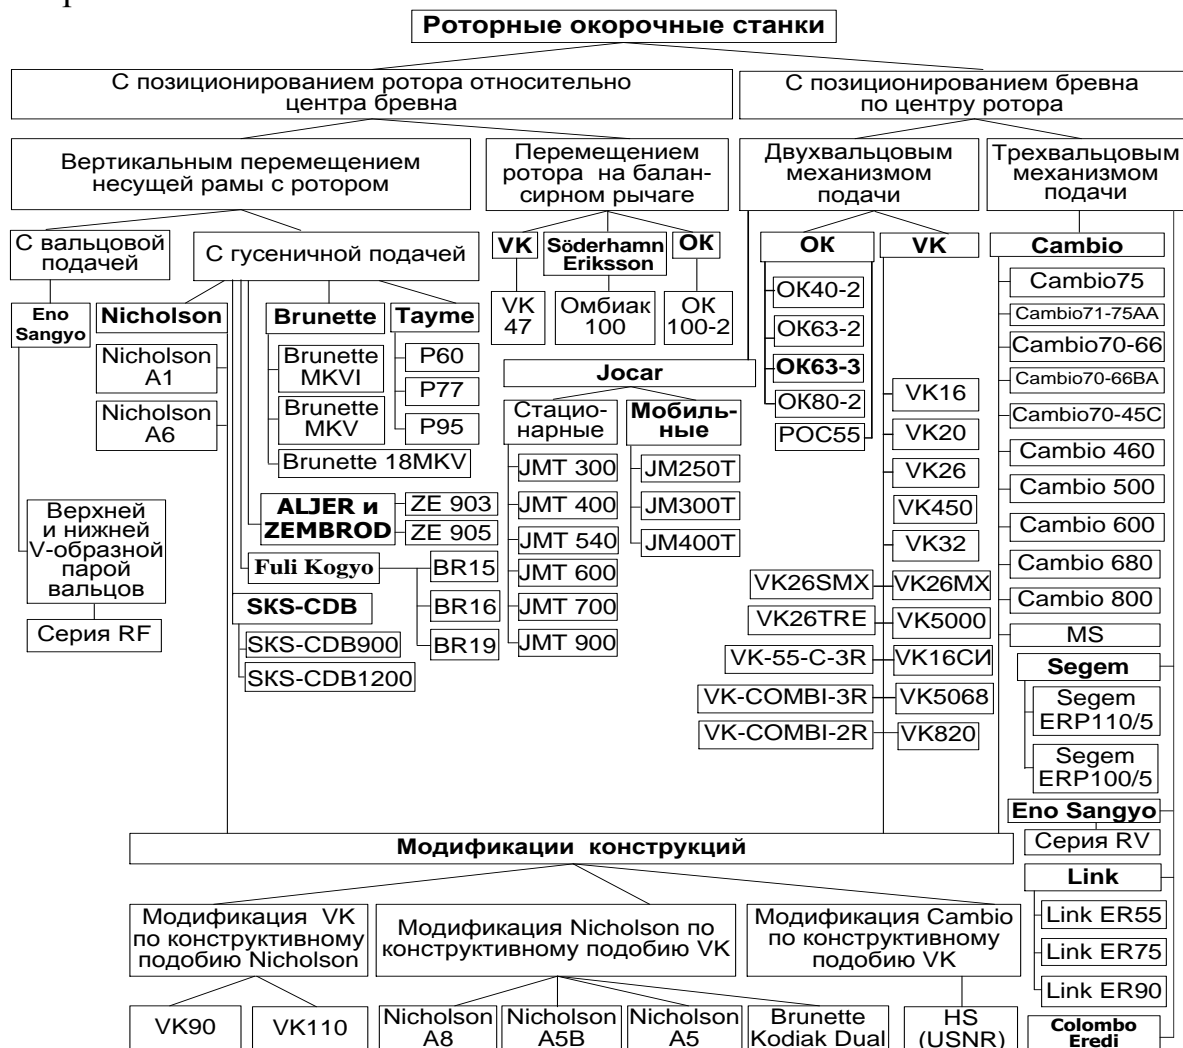 Роторные окорочные станки
С позиционированием ротора относительно
центра бревна
С позиционированием бревна
по центру ротора
Вертикальным перемещением
несущей рамы с ротором
Перемещением
ротора на балан-
сирном рычаге
Двухвальцовым
механизмом
подачи
Трехвальцовым
механизмом
подачи
С вальцовой
подачей
С гусеничной подачей
VK
Söderhamn
Eriksson
ОК
ОК
VK
Cambio
Eno
Sangyo
Nicholson
Brunette
Tayme
VK
47
Омбиак
100
ОК
100-2
Nicholson
A1
Nicholson
A6
Brunette
MKVI
Brunette
MKV
Brunette 18MKV
P60
P77
P95
ALJER и
ZEMBROD
ZE 903
ZE 905
Fuli Kogyo
BR15
BR16
BR19
SKS-CDB
SKS-CDB900
SKS-CDB1200
Верхней
и нижней
V-образной
парой
вальцов
Серия RF
Jocar
Стацио-
нарные
Мобиль-
ные
JMT 300
JMT 400
JMT 540
JMT 600
JMT 700
JMT 900
JM250T
JM300T
JM400T
ОК40-2
ОК63-2
ОК63-3
ОК80-2
РОС55
VK16
VK20
VK26
VK450
VK32
VK26SMX
VK26MX
VK26TRE
VK5000
VK-55-C-3R
VK16СИ
VK-COMBI-3R
VK5068
VK-COMBI-2R
VK820
Cambio75
Cambio71-75AA
Cambio70-66
Cambio70-66BA
Cambio70-45C
Cambio 460
Cambio 500
Cambio 600
Cambio 680
Cambio 800
MS
Segem
Segem
ERP110/5
Segem
ERP100/5
Eno Sangyo
Серия RV
Link
Link ER55
Link ER75
Link ER90
Colombo
Eredi
Модификации конструкций
Модификация VK
по конструктивному
подобию Nicholson
Модификация Nicholson по
конструктивному подобию VK
Модификация Cambio
по конструктивному
подобию VK
VK90
VK110
Nicholson
A8
Nicholson
A5B
Nicholson
A5
Brunette
Kodiak Dual
HS
(USNR)